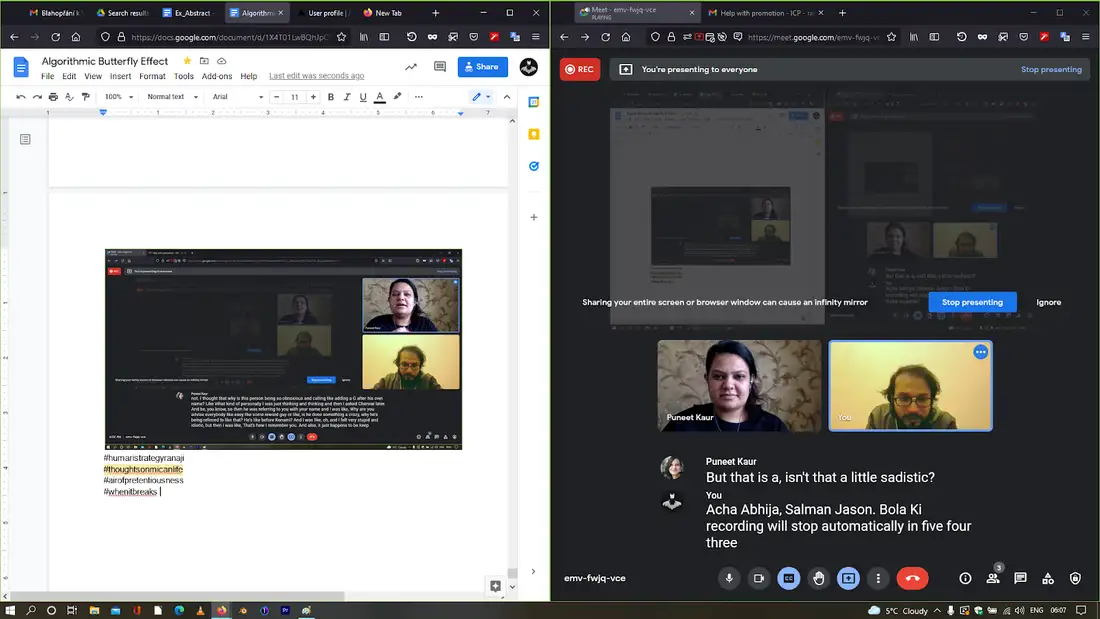 Blahopřání k
Search results
Ex_Abstract -
Algorithmic
User profile |
New Tab
https://docs.google.com/document/d/1X4T01LwBQhJpC
Algorithmic Butterfly Effect
File Edit View Insert Format Tools Add-ons Help Last edit was seconds ago
Share
100% Normal text Arial 11 B I U A
#humaristrategyranaji
#thoughtsonmicanlife
#airofpretentiousness
#whenitbreaks
Meet - emv-fwjq-vce
PLAYING
Help with promotion - ICP -
https://meet.google.com/emv-fwjq-vc
REC
You're presenting to everyone
Stop presenting
Sharing your entire screen or browser window can cause an infinity mirror
Stop presenting
Ignore
Puneet Kaur
You
Puneet Kaur
But that is a, isn't that a little sadistic?
You
Acha Abhija, Salman Jason. Bola Ki
recording will stop automatically in five four
three
emv-fwjq-vce
3
5°C Cloudy ENG 06:07